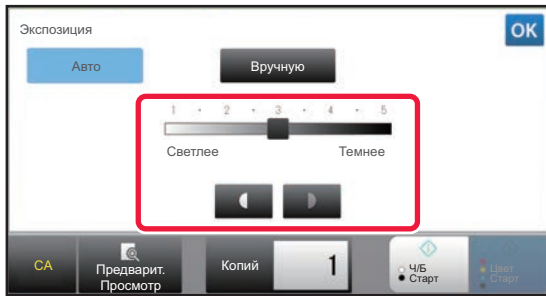 Экспозиция
OK
Авто
Вручную
1 • 2 • 3 • 4 • 5
Светлее
Темнее
CA
Предварит.
Просмотр
Копий
1
Ч/Б
Старт
Цвет
Старт